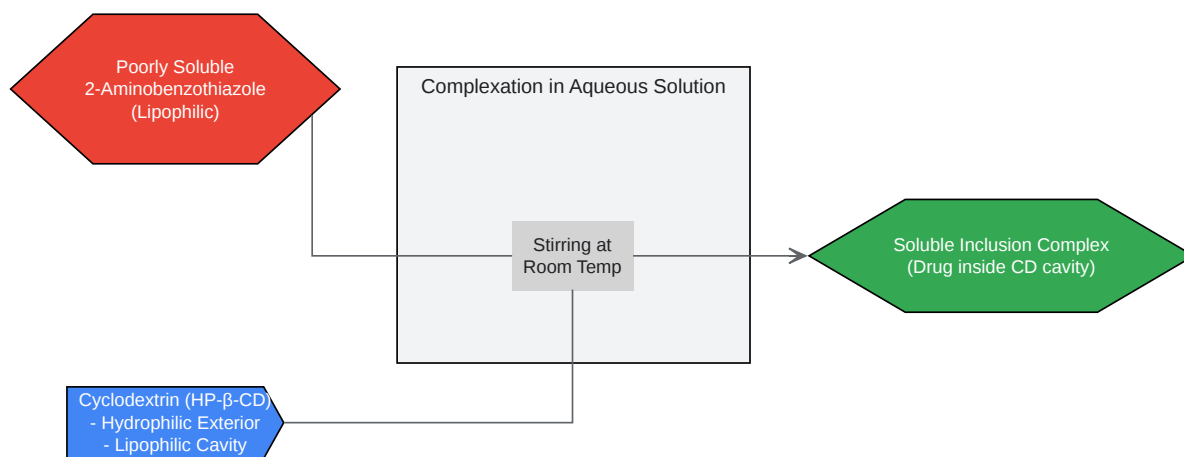 Poorly Soluble
2-Aminobenzothiazole
(Lipophilic)
Complexation in Aqueous Solution
Stirring at
Room Temp
Soluble Inclusion Complex
(Drug inside CD cavity)
Cyclodextrin (HP-β-CD)
- Hydrophilic Exterior
- Lipophilic Cavity